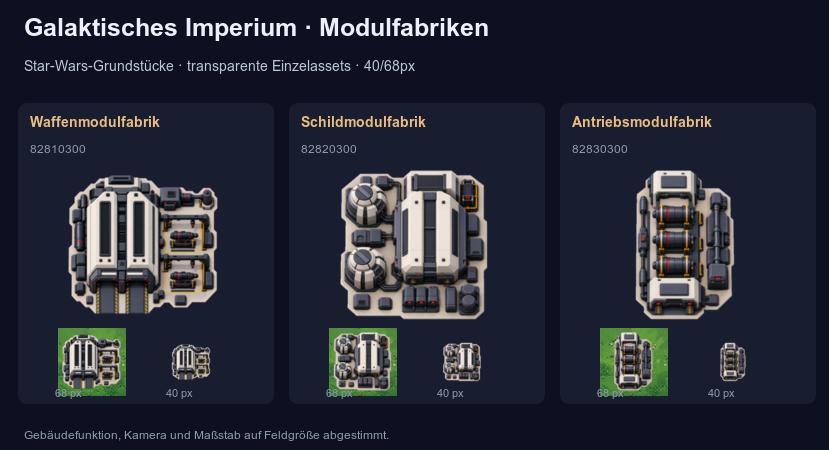 Galaktisches Imperium · Modulfabriken
Star-Wars-Grundstücke · transparente Einzelassets · 40/68px
Waffenmodulfabrik
82810300
68 px
40 px
Schildmodulfabrik
82820300
68 px
40 px
Antriebsmodulfabrik
82830300
68 px
40 px
Gebäudefunktion, Kamera und Maßstab auf Feldgröße abgestimmt.